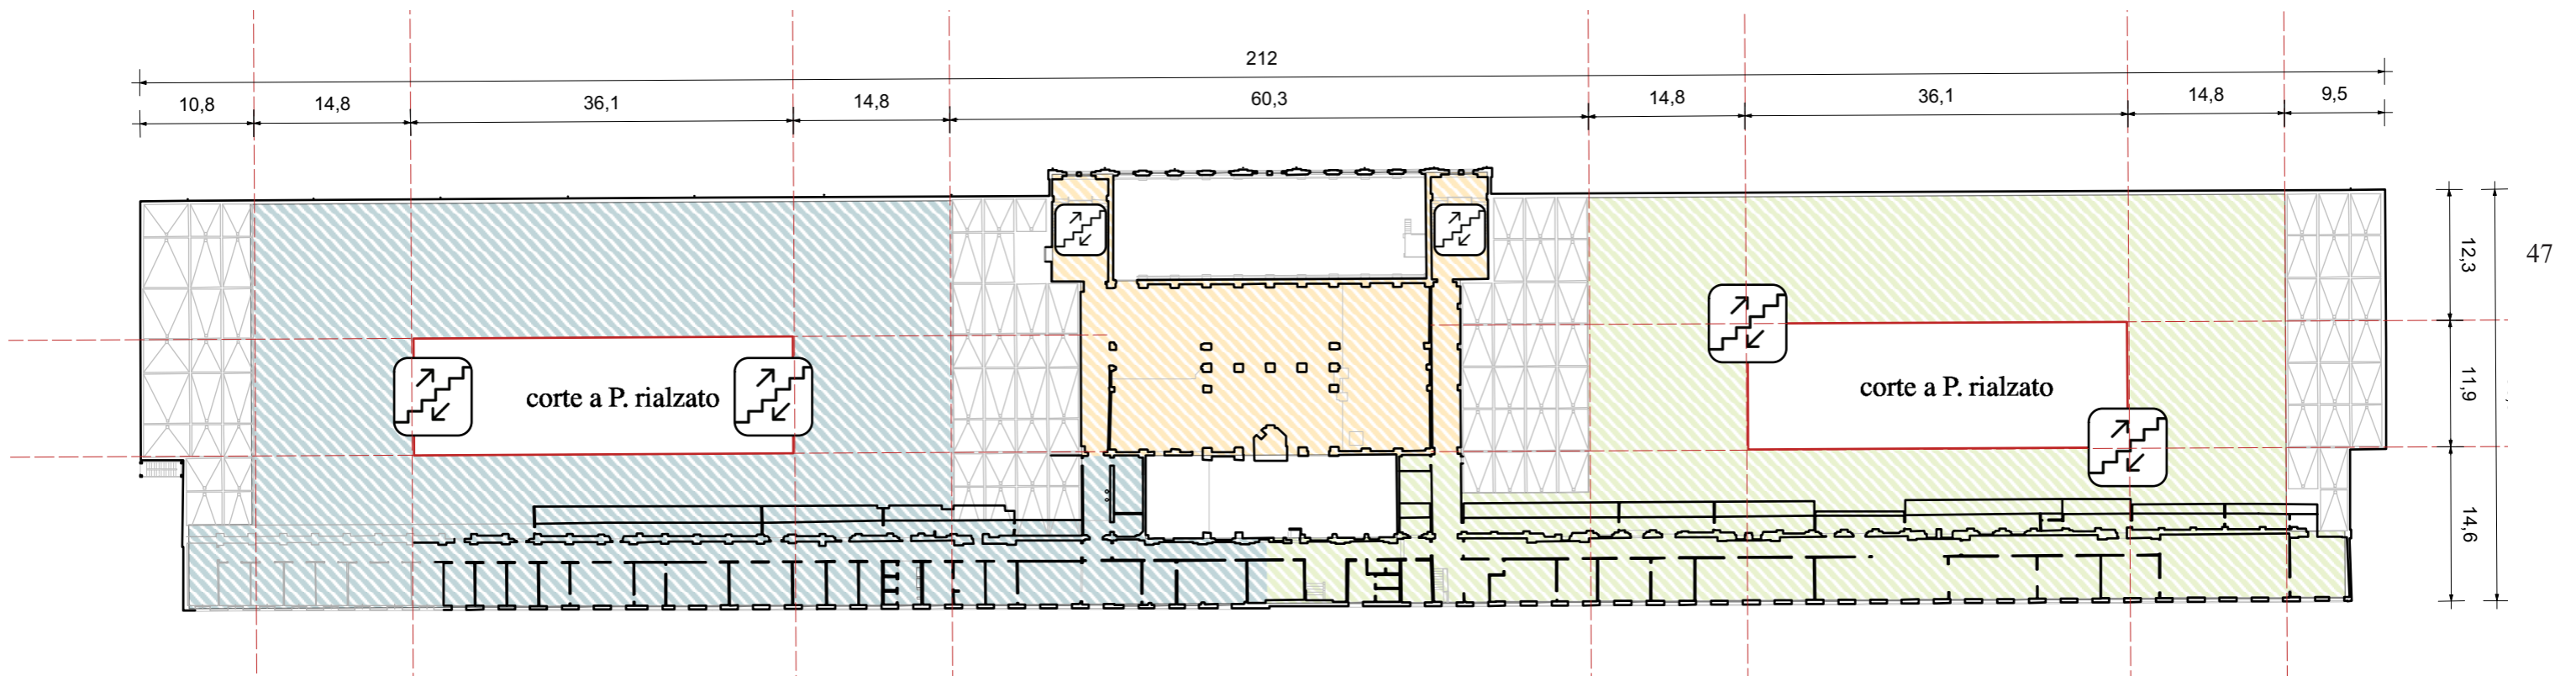 212
10,8 14,8 36,1 14,8 60,3 14,8 36,1 14,8 9,5
12,3
47
11,9
14,6
corte a P. rialzato
corte a P. rialzato